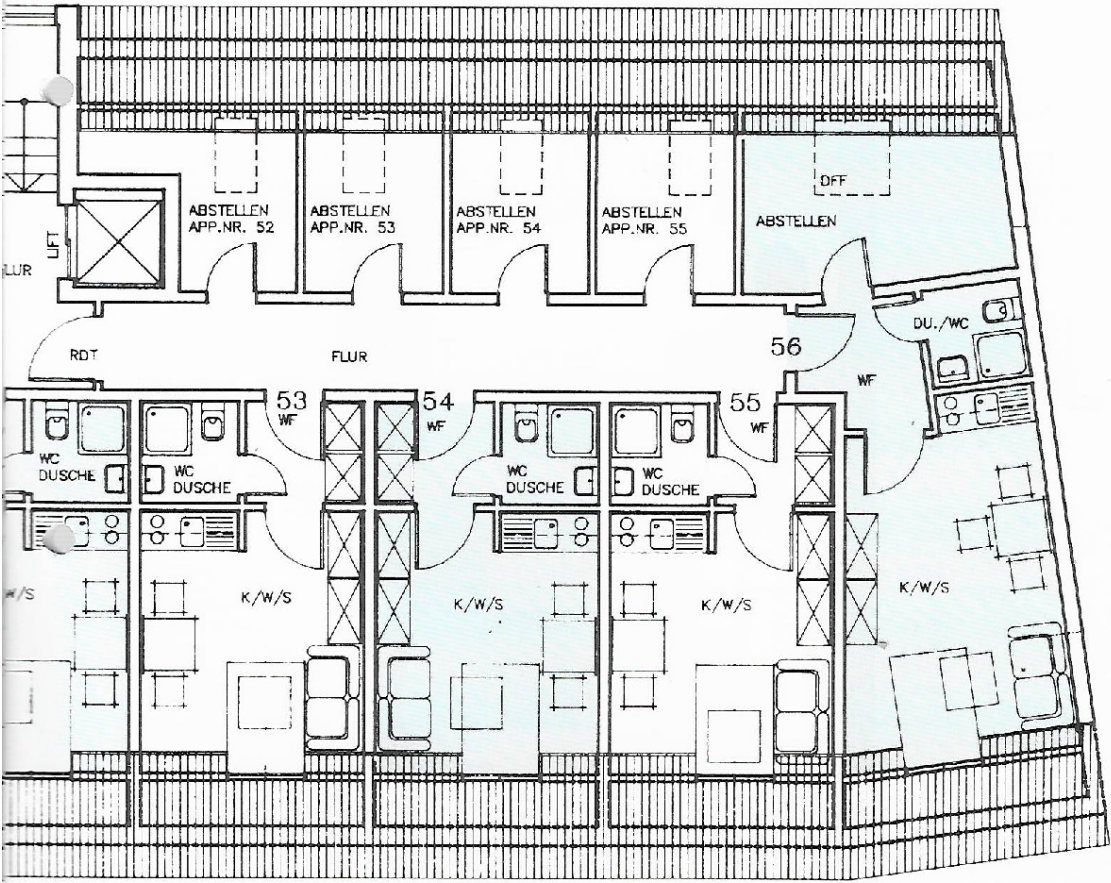 DFF
ABSTELLEN
APP.NR. 52
ABSTELLEN
APP.NR. 53
ABSTELLEN
APP.NR. 54
ABSTELLEN
APP.NR. 55
ABSTELLEN
LIFT
LUR
DU./WC
RDT
FLUR
56
WF
53
WF
54
WF
55
WF
WC
DUSCHE
WC
DUSCHE
WC
DUSCHE
WC
DUSCHE
W/S
K/W/S
K/W/S
K/W/S
K/W/S